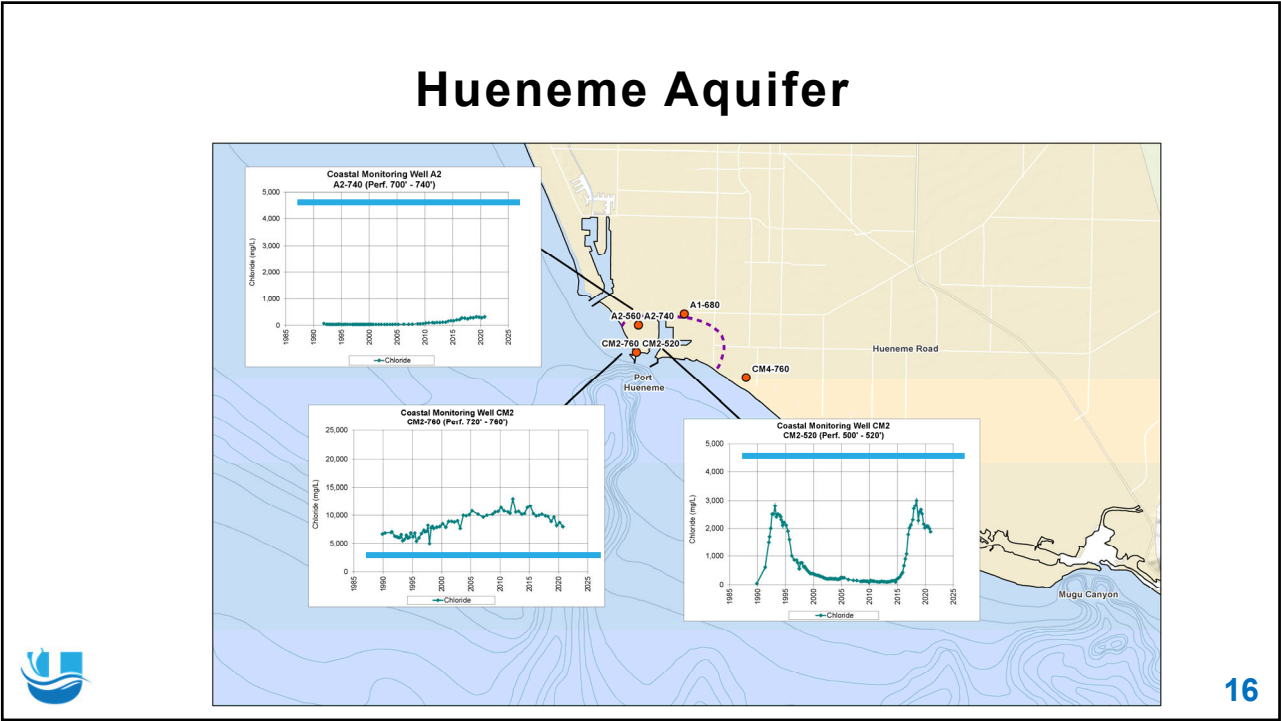 Hueneme Aquifer
Coastal Monitoring Well A2
A2-740 (Perf. 700' - 740')
5,000
4,000
3,000
2,000
1,000
0
Chloride (mg/L)
1985
1990
1995
2000
2005
2010
2015
2020
2025
Chloride
A1-680
A2-560 A2-740
CM2-760 CM2-520
Port
Hueneme
CM4-760
Hueneme Road
Coastal Monitoring Well CM2
CM2-760 (Perf. 720' - 760')
25,000
20,000
15,000
10,000
5,000
0
Chloride (mg/L)
1985
1990
1995
2000
2005
2010
2015
2020
2025
Chloride
Coastal Monitoring Well CM2
CM2-520 (Perf. 500' - 520')
5,000
4,000
3,000
2,000
1,000
0
Chloride (mg/L)
1985
1990
1995
2000
2005
2010
2015
2020
2025
Chloride
Mugu Canyon
16